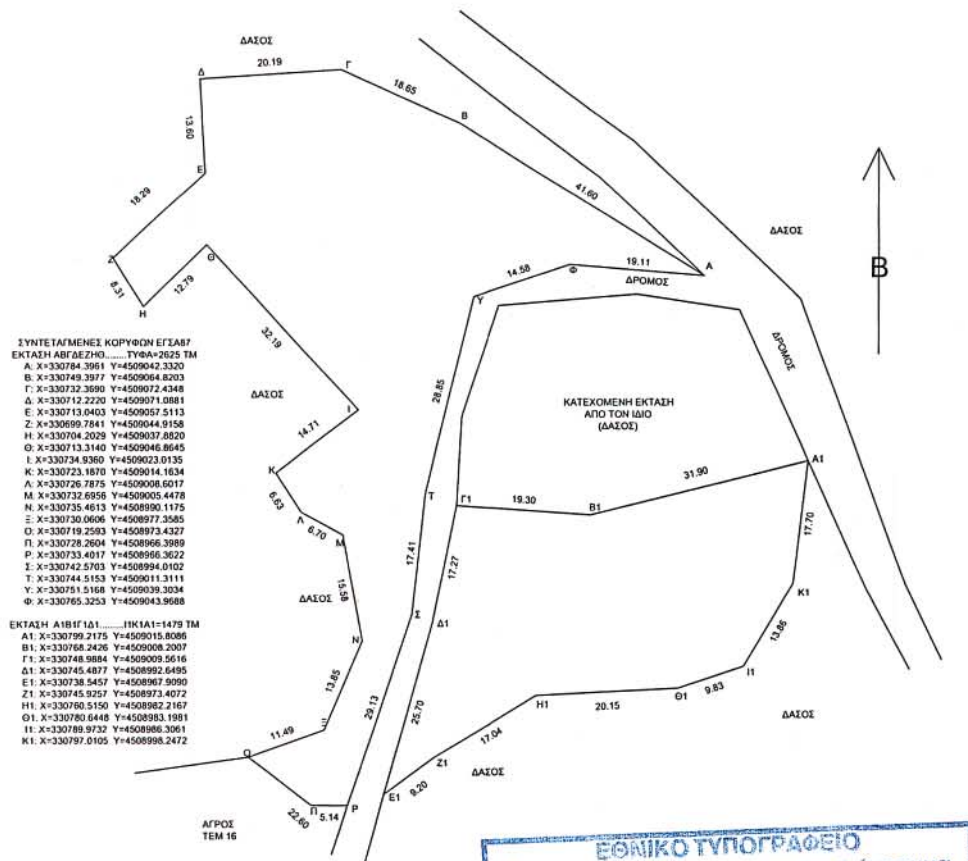 ΔΑΣΟΣ
20.19
Δ
Γ
18.65
Β
13.60
Ε
18.29
41.60
Ζ
Θ
8.31
12.79
Η
ΔΑΣΟΣ
Β
19.11
Α
14.58
Φ
ΔΡΟΜΟΣ
Υ
ΔΡΟΜΟΣ
32.19
28.85
ΣΥΝΤΕΤΑΓΜΕΝΕΣ ΚΟΡΥΦΩΝ ΕΓΣΑ87
ΕΚΤΑΣΗ ΑΒΓΔΕΖΗΘ.........ΤΥΦΑ=2625 ΤΜ
Α: Χ=330784.3961 Υ=4509042.3320
Β: Χ=330749.3977 Υ=4509064.8203
Γ: Χ=330732.3690 Υ=4509072.4348
Δ: Χ=330712.2220 Υ=4509071.0881
Ε: Χ=330713.0403 Υ=4509057.5113
Ζ: Χ=330699.7841 Υ=4509044.9158
Η: Χ=330704.2029 Υ=4509037.8820
Θ: Χ=330713.3140 Υ=4509046.8645
Ι: Χ=330734.9360 Υ=4509023.0135
Κ: Χ=330723.1870 Υ=4509014.1634
Λ: Χ=330726.7875 Υ=4509008.6017
Μ: Χ=330732.6956 Υ=4509005.4478
Ν: Χ=330735.4613 Υ=4508990.1175
Ξ: Χ=330730.0606 Υ=4508977.3585
Ο: Χ=330719.2593 Υ=4508973.4327
Π: Χ=330728.2604 Υ=4508966.3989
Ρ: Χ=330733.4017 Υ=4508966.3622
Σ: Χ=330742.5703 Υ=4508994.0102
Τ: Χ=330744.5153 Υ=4509011.3111
Υ: Χ=330751.5168 Υ=4509039.3034
Φ: Χ=330765.3253 Υ=4509043.9688
ΕΚΤΑΣΗ Α1Β1Γ1Δ1.........Ι1Κ1Α1=1479 ΤΜ
Α1: Χ=330799.2175 Υ=4509015.8086
Β1: Χ=330768.2426 Υ=4509008.2007
Γ1: Χ=330748.9884 Υ=4509009.5616
Δ1: Χ=330745.4877 Υ=4508992.6495
Ε1: Χ=330738.5457 Υ=4508967.9090
Ζ1: Χ=330745.9257 Υ=4508973.4072
Η1: Χ=330760.5150 Υ=4508982.2167
Θ1: Χ=330780.6448 Υ=4508983.1981
Ι1: Χ=330789.9732 Υ=4508986.3061
Κ1: Χ=330797.0105 Υ=4508998.2472
ΔΑΣΟΣ
Ι
14.71
Κ
6.63
Λ
6.70
Μ
ΚΑΤΕΧΟΜΕΝΗ ΕΚΤΑΣΗ
ΑΠΟ ΤΟΝ ΙΔΙΟ
(ΔΑΣΟΣ)
Α1
31.90
Τ
Γ1
19.30
Β1
17.41
17.27
17.70
15.58
ΔΑΣΟΣ
Κ1
Σ
Δ1
Ν
13.86
13.85
Ι1
Θ1
9.83
Η1
20.15
ΔΑΣΟΣ
29.13
25.70
Ξ
11.49
17.04
Ο
Ζ1
ΔΑΣΟΣ
9.20
Ε1
22.60
Π
5.14
Ρ
ΑΓΡΟΣ
ΤΕΜ 16
ΕΘΝΙΚΟ ΤΥΠΟΓΡΑΦΕΙΟ